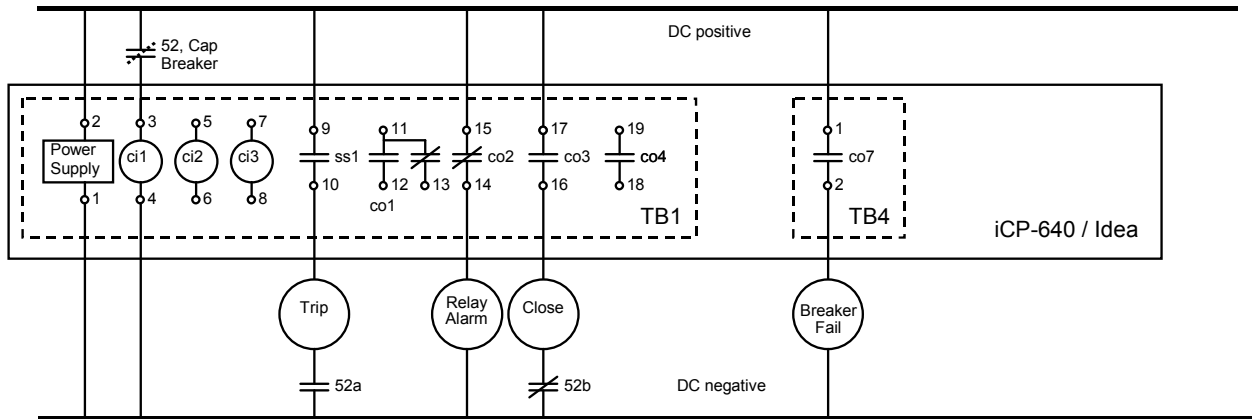 DC positive
52, Cap
Breaker
2 3 5 7 9 11 15 17 19 1
Power
Supply
ci1 ci2 ci3 ss1 co2 co3 co4 co7
1 4 6 8 10 12 13 14 16 18 2
co1
TB1 TB4
iCP-640 / Idea
Trip
Relay
Alarm
Close
Breaker
Fail
52a 52b
DC negative